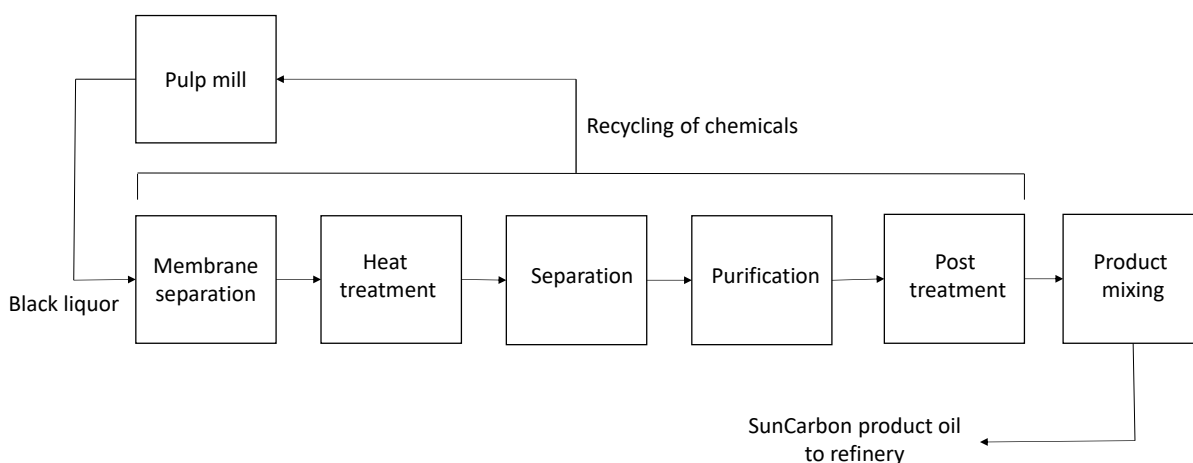 Pulp mill
Recycling of chemicals
Membrane
separation
Heat
treatment
Separation
Purification
Post
treatment
Product
mixing
Black liquor
SunCarbon product oil
to refinery